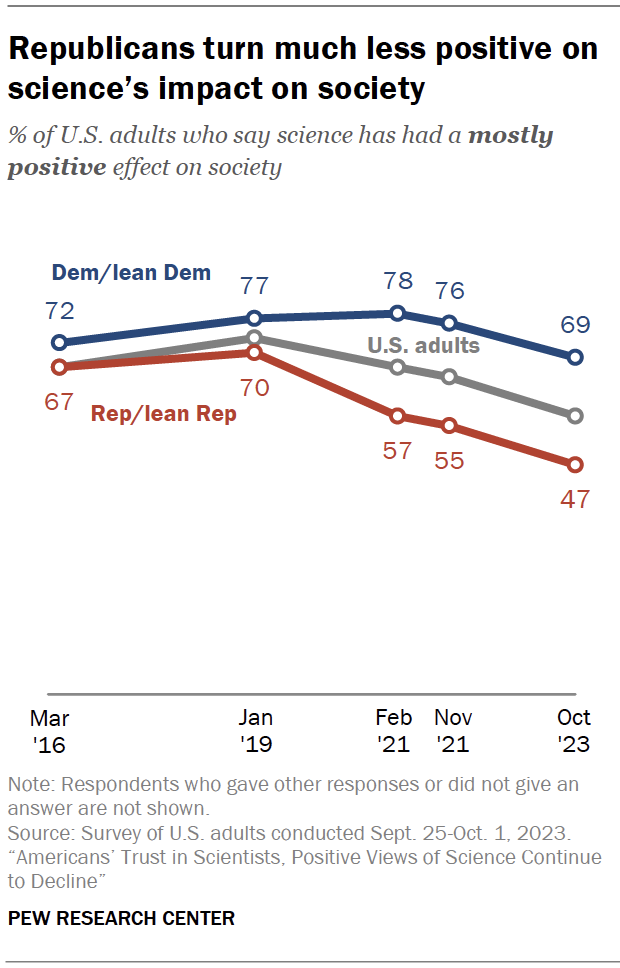 Republicans turn much less positive on
science's impact on society
% of U.S. adults who say science has had a mostly
positive effect on society
Dem/lean Dem
72
77
78
76
69
U.S. adults
67
Rep/lean Rep
70
57
55
47
Mar
'16
Jan
'19
Feb
'21
Nov
'21
Oct
'23
Note: Respondents who gave other responses or did not give an
answer are not shown.
Source: Survey of U.S. adults conducted Sept. 25-Oct. 1, 2023.
“Americans’ Trust in Scientists, Positive Views of Science Continue
to Decline”
PEW RESEARCH CENTER